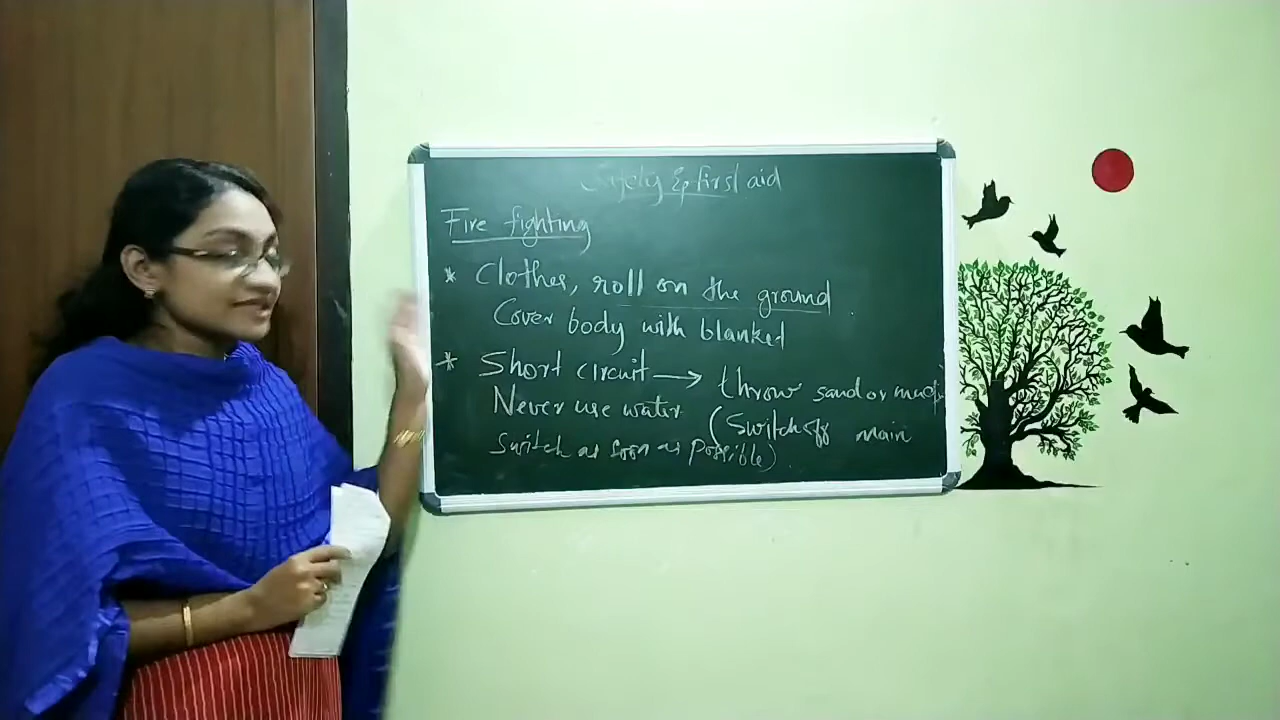 Safety & first aid
Fire fighting
* Clothes, roll on the ground
Cover body with blanked
* Short circuit → throw sand or mud
Never use water (Switch off main
Switch as soon as possible)